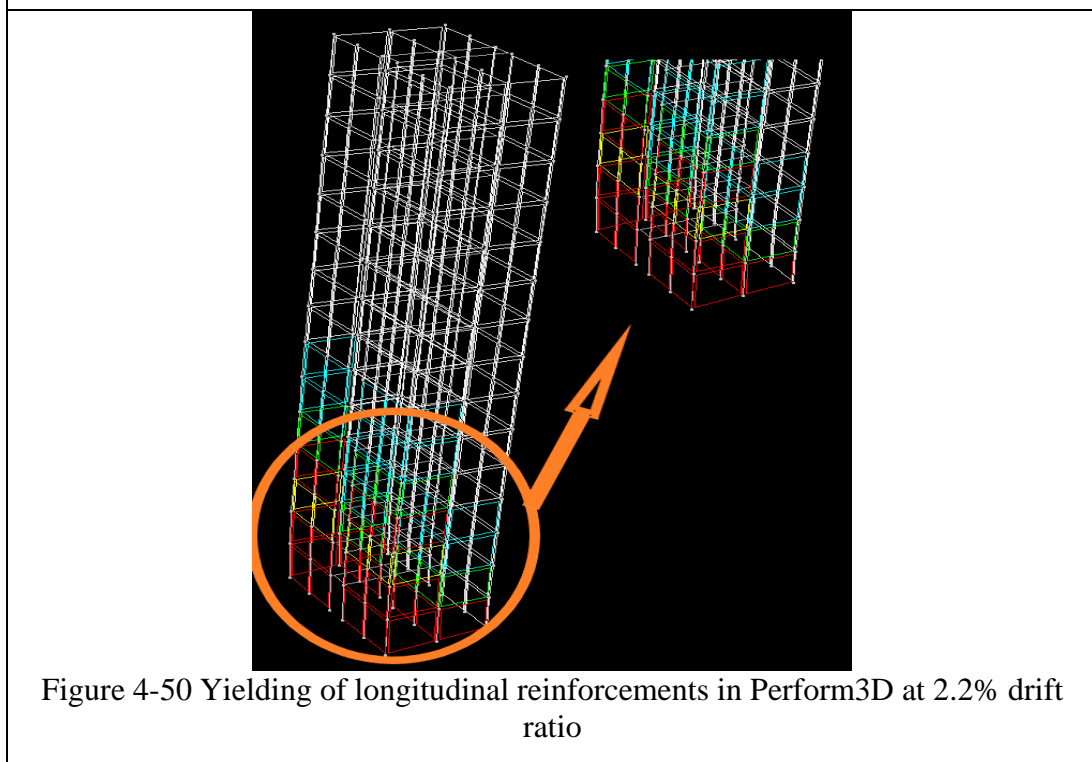 Figure 4-50 Yielding of longitudinal reinforcements in Perform3D at 2.2% drift
ratio